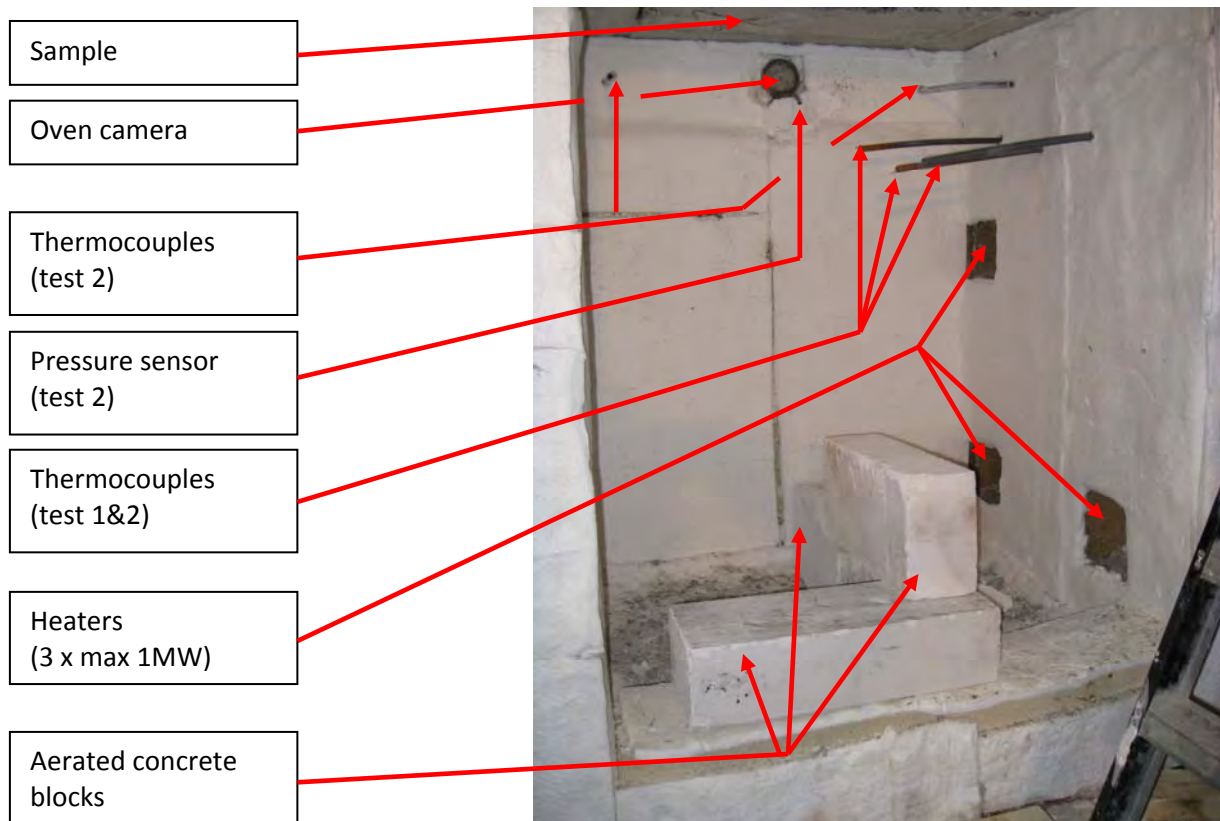 Sample
Oven camera
Thermocouples
(test 2)
Pressure sensor
(test 2)
Thermocouples
(test 1&2)
Heaters
(3 x max 1MW)
Aerated concrete
blocks